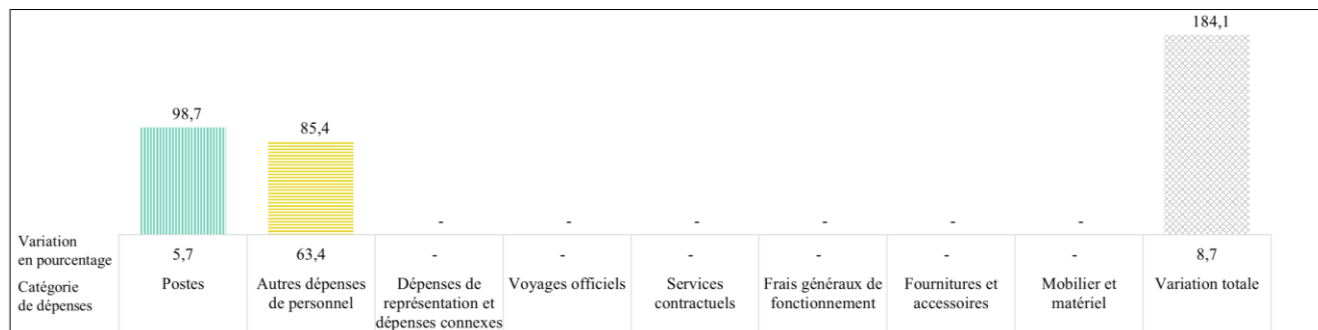 184,1
98,7
85,4
- - - - - -
Variation
en pourcentage
5,7 63,4 - - - - - - 8,7
Catégorie
de dépenses
Postes
Autres dépenses
de personnel
Dépenses de
représentation et
dépenses connexes
Voyages officiels
Services
contractuels
Frais généraux de
fonctionnement
Fournitures et
accessoires
Mobilier et
matériel
Variation totale